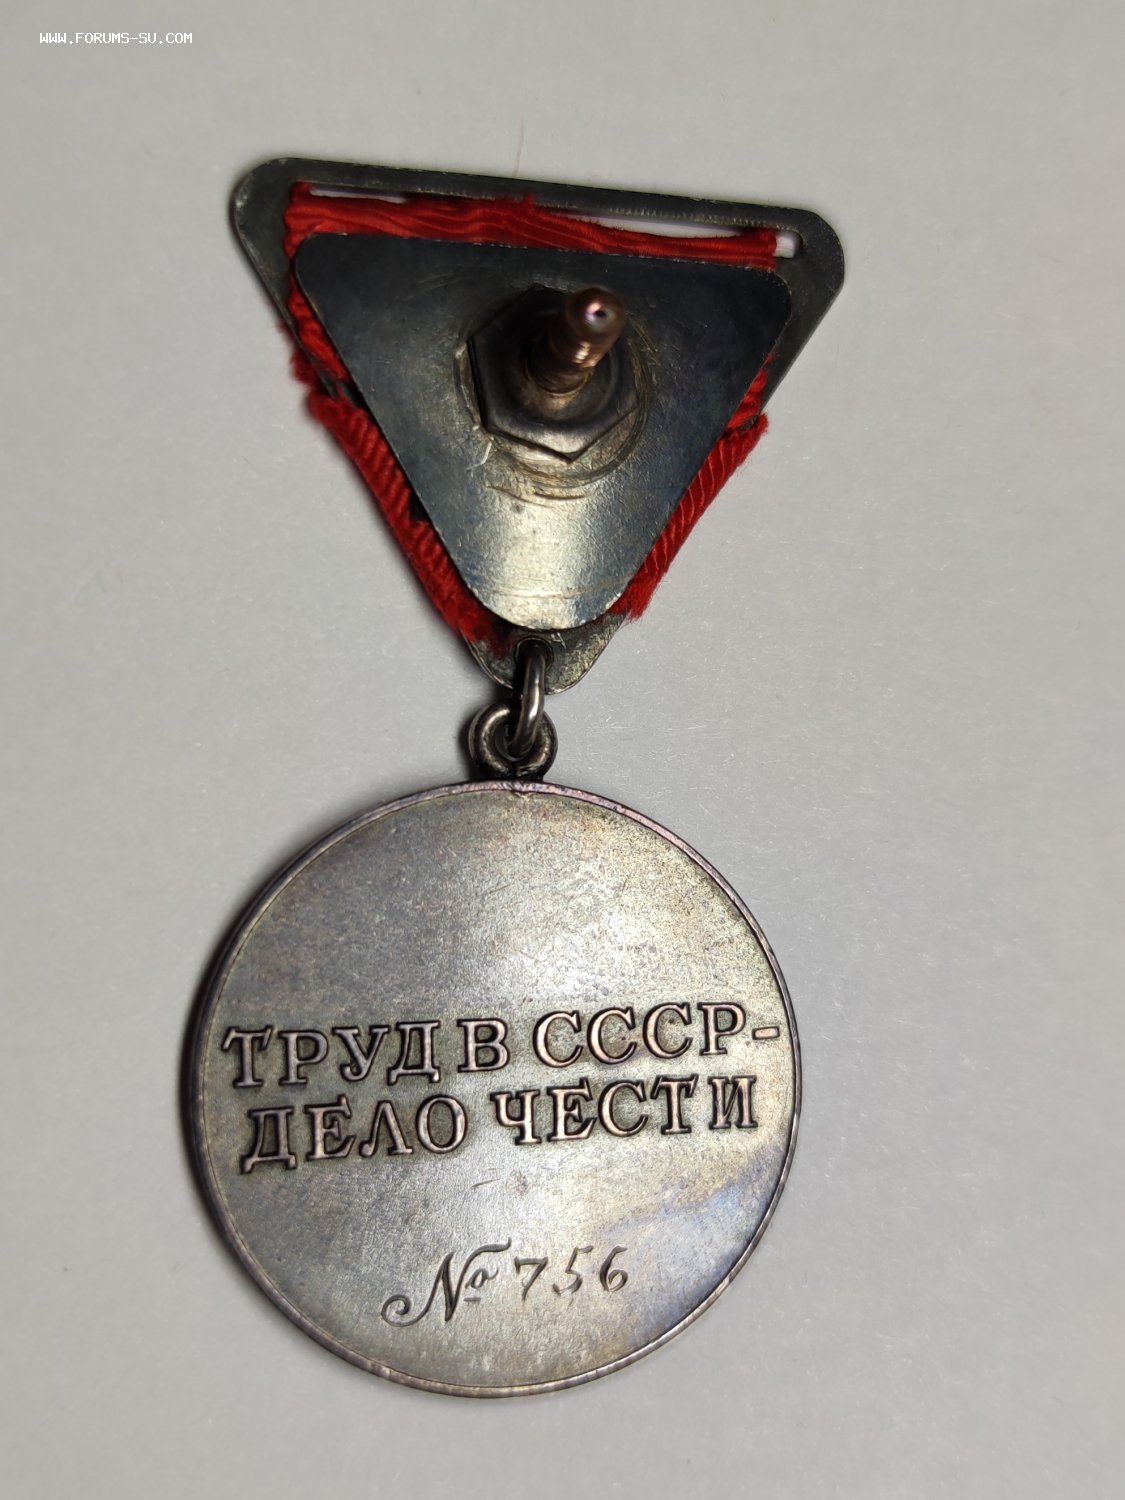 WWW.FORUMS-SU.COM
ТРУД В СССР-
ДЕЛО ЧЕСТИ
№ 756